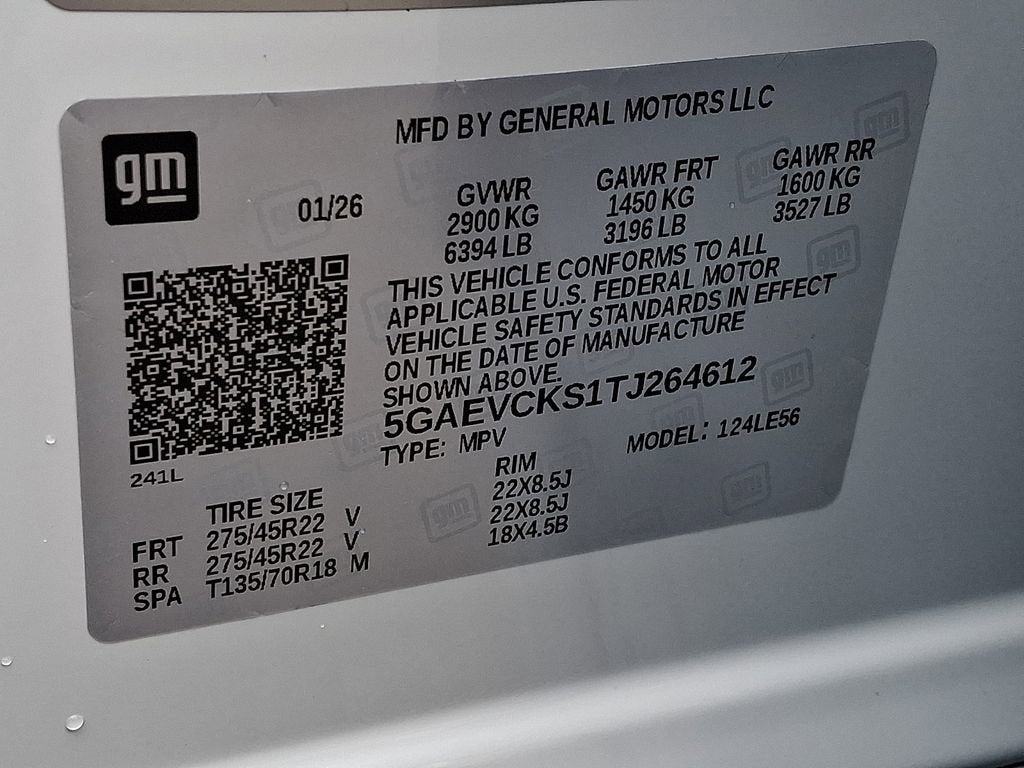 gm
MFD BY GENERAL MOTORS LLC
01/26
GVWR GAWR FRT GAWR RR
2900 KG 1450 KG 1600 KG
6394 LB 3196 LB 3527 LB
THIS VEHICLE CONFORMS TO ALL
APPLICABLE U.S. FEDERAL MOTOR
VEHICLE SAFETY STANDARDS IN EFFECT
ON THE DATE OF MANUFACTURE
SHOWN ABOVE.
5GAEVCKS1TJ264612
TYPE: MPV MODEL: 124LE56
241L
TIRE SIZE RIM
FRT 275/45R22 V 22X8.5J
RR 275/45R22 V 22X8.5J
SPA T135/70R18 M 18X4.5B